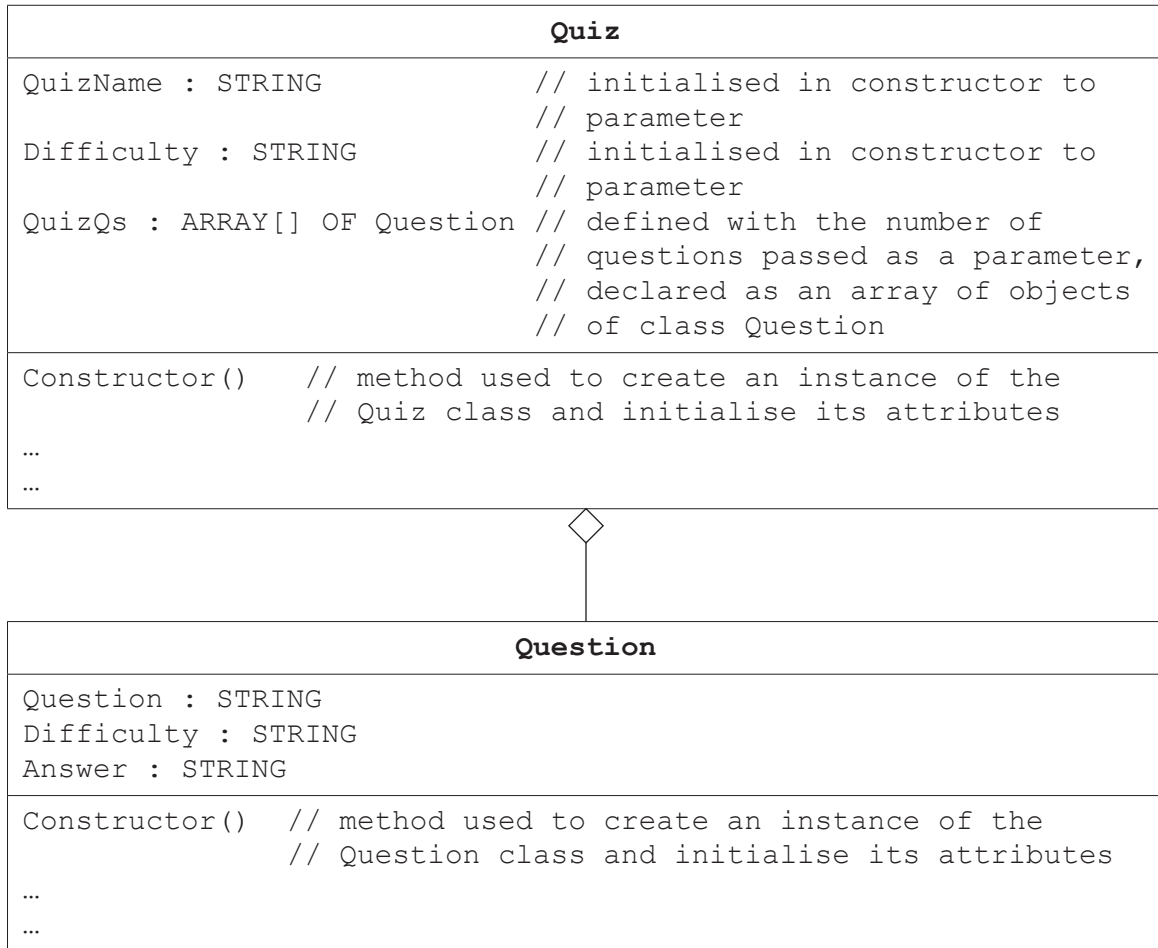 Quiz
QuizName : STRING // initialised in constructor to
// parameter
Difficulty : STRING // initialised in constructor to
// parameter
QuizQs : ARRAY[] OF Question // defined with the number of
// questions passed as a parameter,
// declared as an array of objects
// of class Question
Constructor() // method used to create an instance of the
// Quiz class and initialise its attributes
…
…
Question
Question : STRING
Difficulty : STRING
Answer : STRING
Constructor() // method used to create an instance of the
// Question class and initialise its attributes
…
…